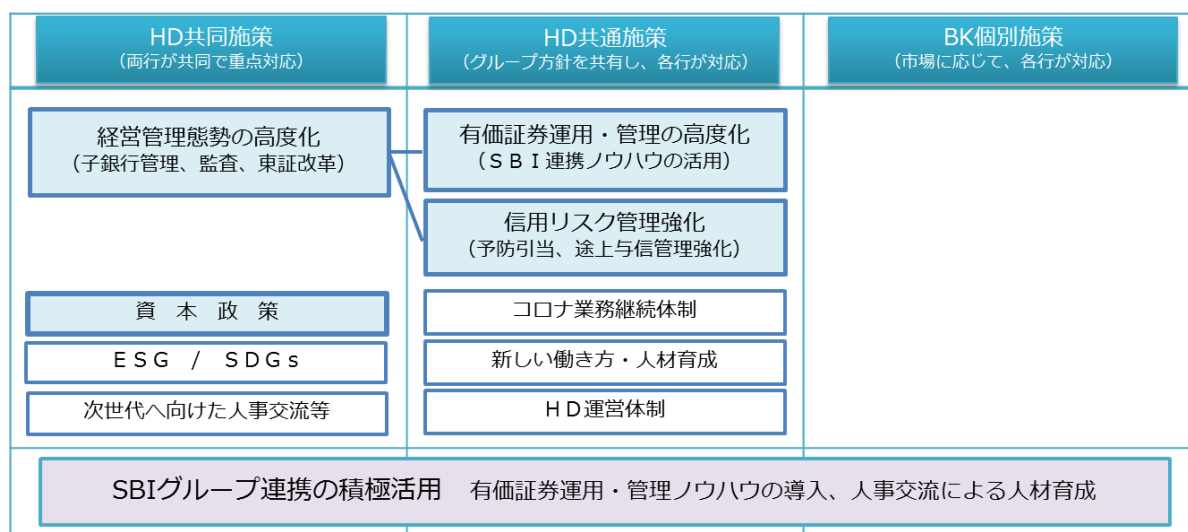 HD共同施策
(両行が共同で重点対応)
HD共通施策
(グループ方針を共有し、各行が対応)
BK個別施策
(市場に応じて、各行が対応)
経営管理態勢の高度化
(子銀行管理、監査、東証改革)
有価証券運用・管理の高度化
(ＳＢＩ連携ノウハウの活用)
信用リスク管理強化
(予防引当、途上与信管理強化)
資　本　政　策
コロナ業務継続体制
ＥＳＧ　/　ＳＤＧｓ
新しい働き方・人材育成
次世代へ向けた人事交流等
ＨＤ運営体制
SBIグループ連携の積極活用　有価証券運用・管理ノウハウの導入、人事交流による人材育成